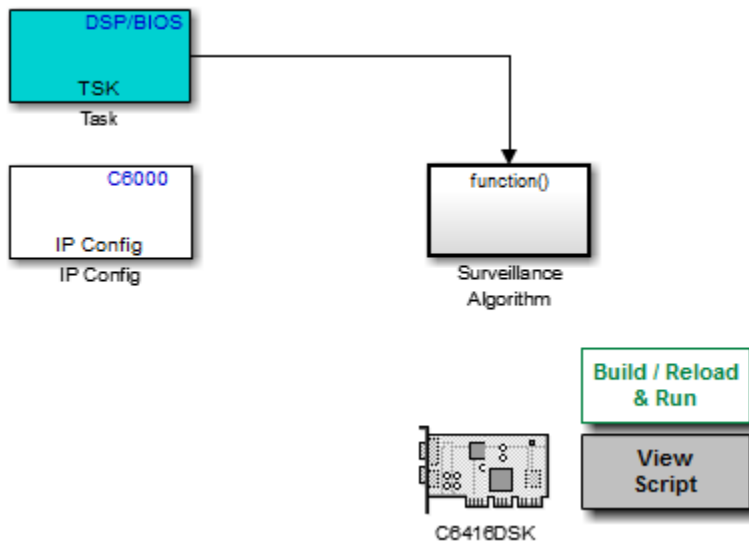 DSP/BIOS
TSK
Task
C6000
IP Config
IP Config
function()
Surveillance
Algorithm
Build / Reload
& Run
View
Script
C6416DSK